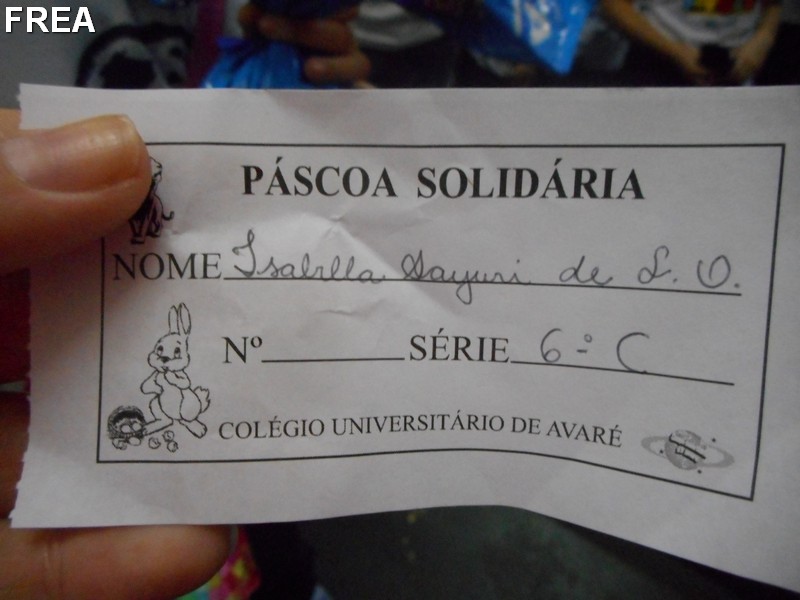 FREA
PÁSCOA SOLIDÁRIA
NOME Isabella Sayuri de S. O.
Nº SÉRIE 6º C
COLÉGIO UNIVERSITÁRIO DE AVARÉ